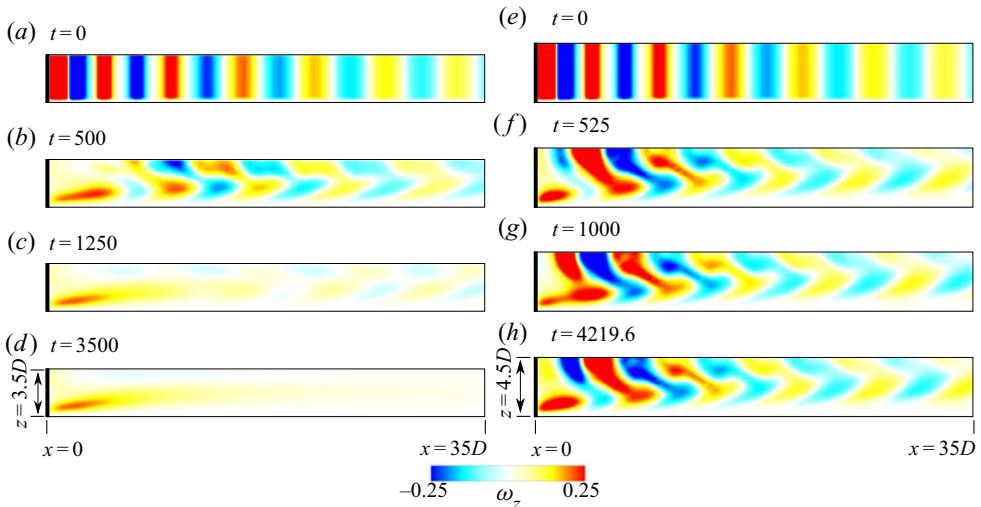 (a) t=0
(b) t=500
(c) t=1250
(d) t=3500
z=3.5D
x=0
x=35D
(e) t=0
(f) t=525
(g) t=1000
(h) t=4219.6
z=4.5D
x=0
x=35D
–0.25 ω_z 0.25